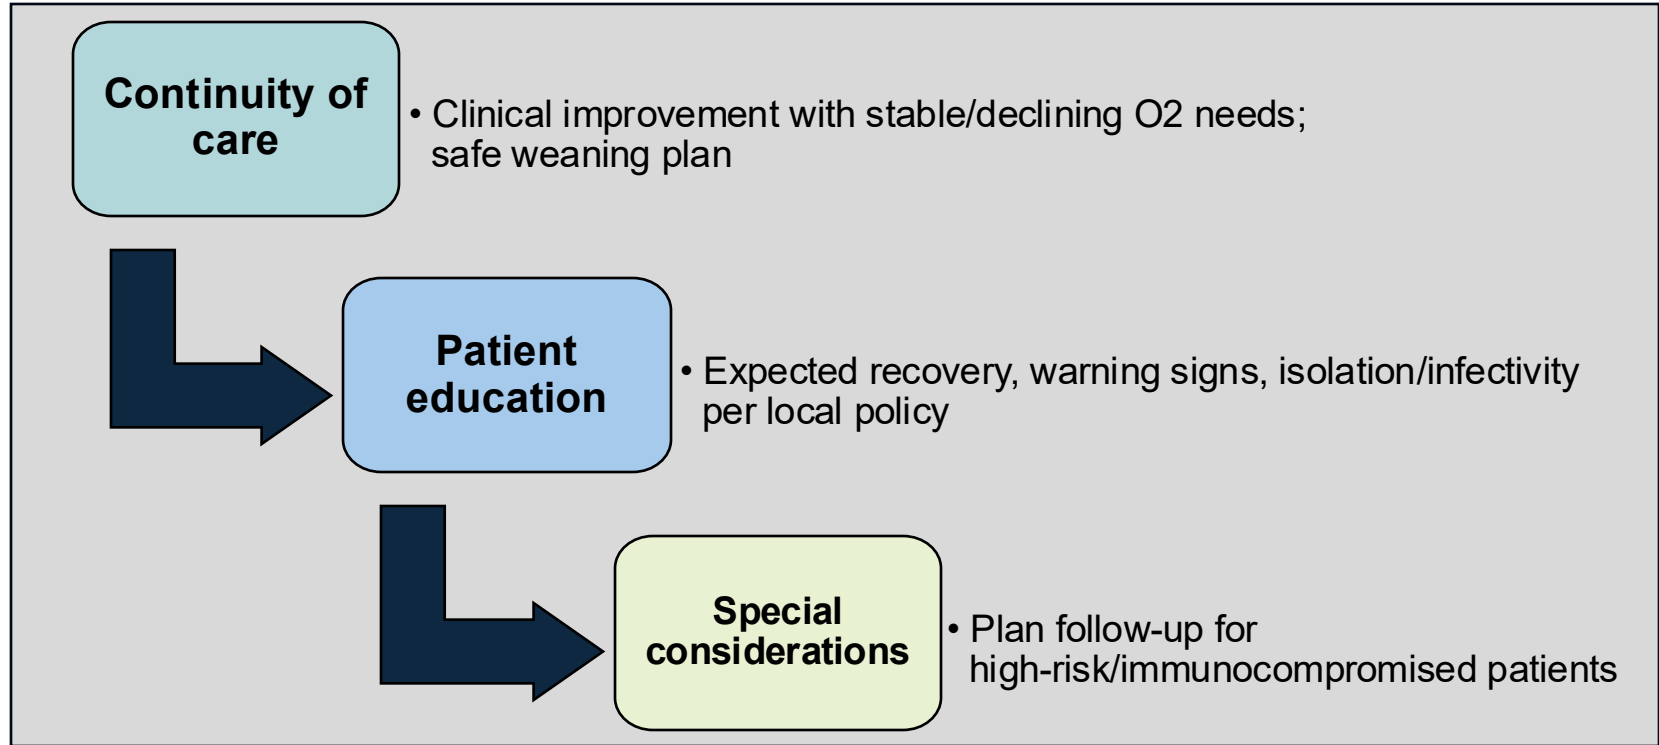 Continuity of
care
• Clinical improvement with stable/declining O2 needs;
safe weaning plan
Patient
education
• Expected recovery, warning signs, isolation/infectivity
per local policy
Special
considerations
• Plan follow-up for
high-risk/immunocompromised patients